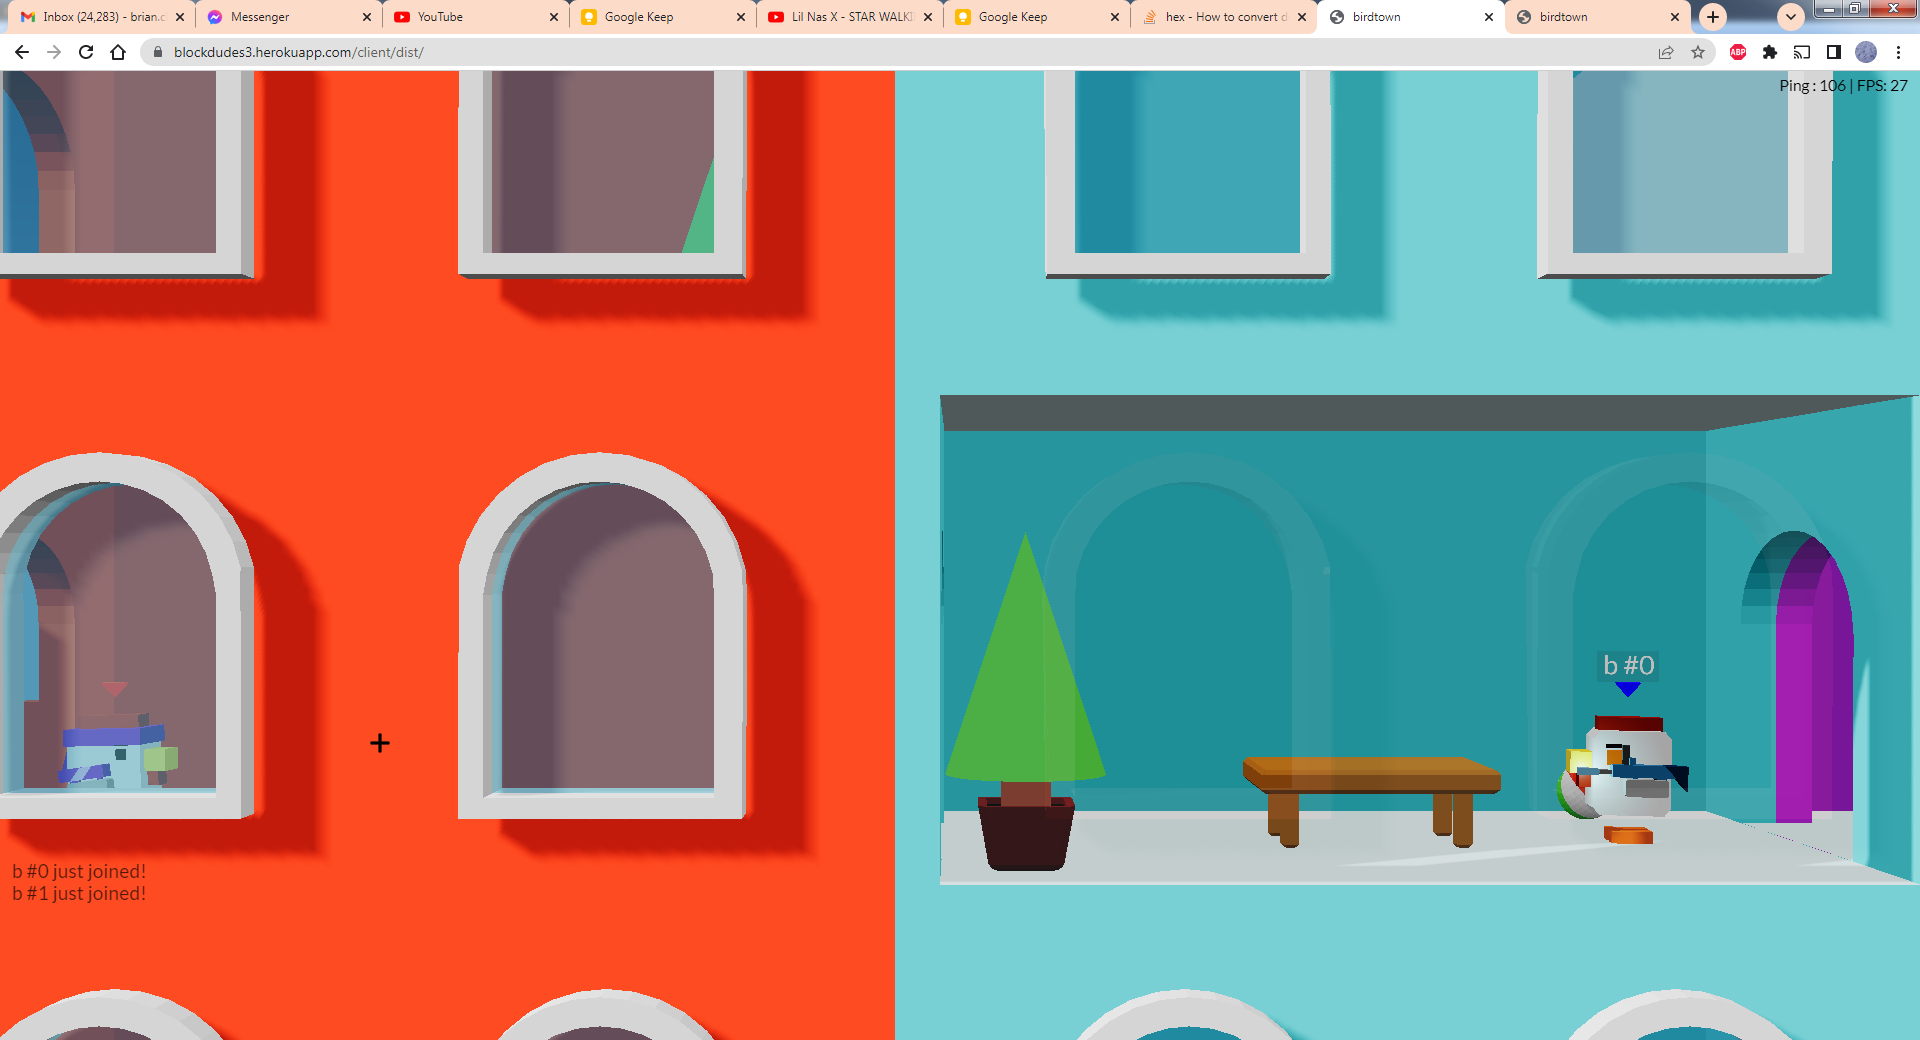 Inbox (24,283) - brian.c
Messenger
YouTube
Google Keep
Lil Nas X - STAR WALKI
Google Keep
hex - How to convert d
birdtown
birdtown
blockdudes3.herokuapp.com/client/dist/
ABP
Ping : 106 | FPS: 27
b #0
b #0 just joined!
b #1 just joined!